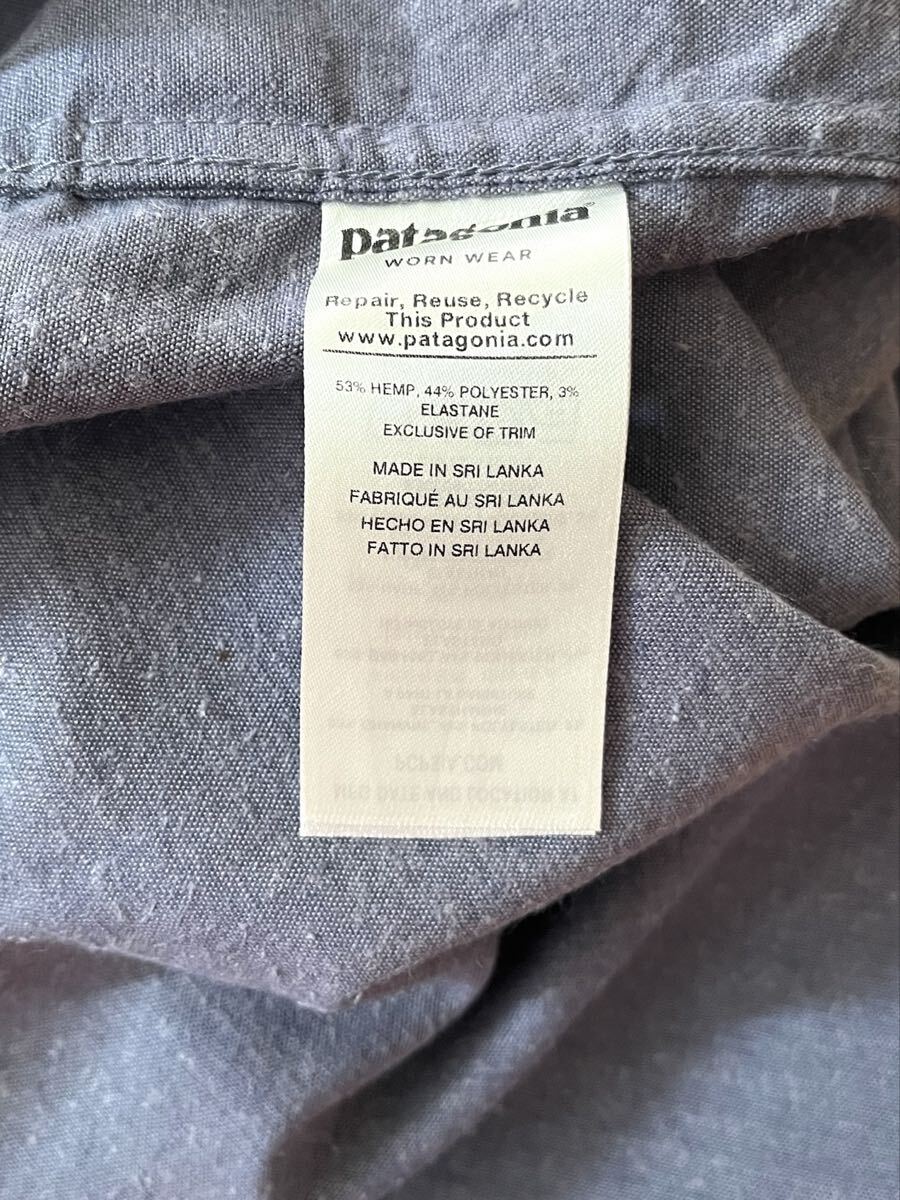 patagonia®
WORN WEAR
Repair, Reuse, Recycle
This Product
www.patagonia.com
53% HEMP, 44% POLYESTER, 3%
ELASTANE
EXCLUSIVE OF TRIM
MADE IN SRI LANKA
FABRIQUÉ AU SRI LANKA
HECHO EN SRI LANKA
FATTO IN SRI LANKA